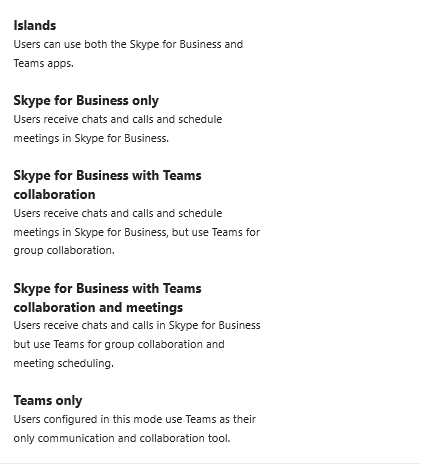 Islands
Users can use both the Skype for Business and
Teams apps.
Skype for Business only
Users receive chats and calls and schedule
meetings in Skype for Business.
Skype for Business with Teams
collaboration
Users receive chats and calls and schedule
meetings in Skype for Business, but use Teams for
group collaboration.
Skype for Business with Teams
collaboration and meetings
Users receive chats and calls in Skype for Business
but use Teams for group collaboration and
meeting scheduling.
Teams only
Users configured in this mode use Teams as their
only communication and collaboration tool.